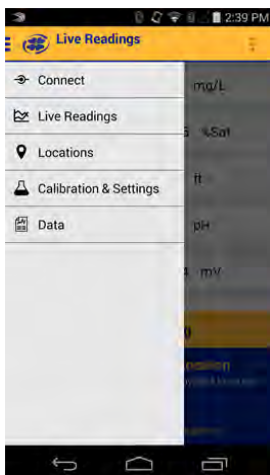 2:39 PM
Live Readings
Connect
mg/L
Live Readings
%Sat
Locations
ft
Calibration & Settings
pH
Data
mV